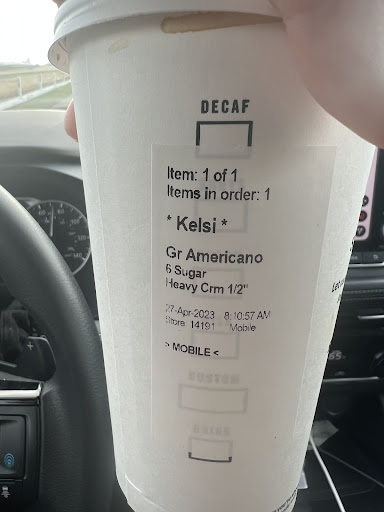 DECAF
Item: 1 of 1
Items in order: 1
* Kelsi *
Gr Americano
6 Sugar
Heavy Crm 1/2"
27-Apr-2023 8:10:57 AM
Store: 14191 Mobile
> MOBILE <
CUSTOM
DRINK